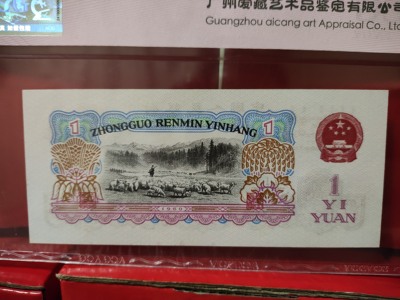 广州爱藏艺术品鉴定有限公司
Guangzhou aicang art Appraisal Co., Ltd
1
1
ZHONGGUO RENMIN YINHANG
1960
1
YI
YUAN